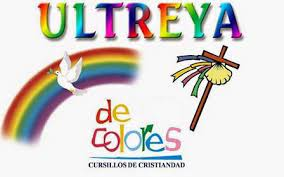 ULTREYA
de
colores
CURSILLOS DE CRISTIANDAD